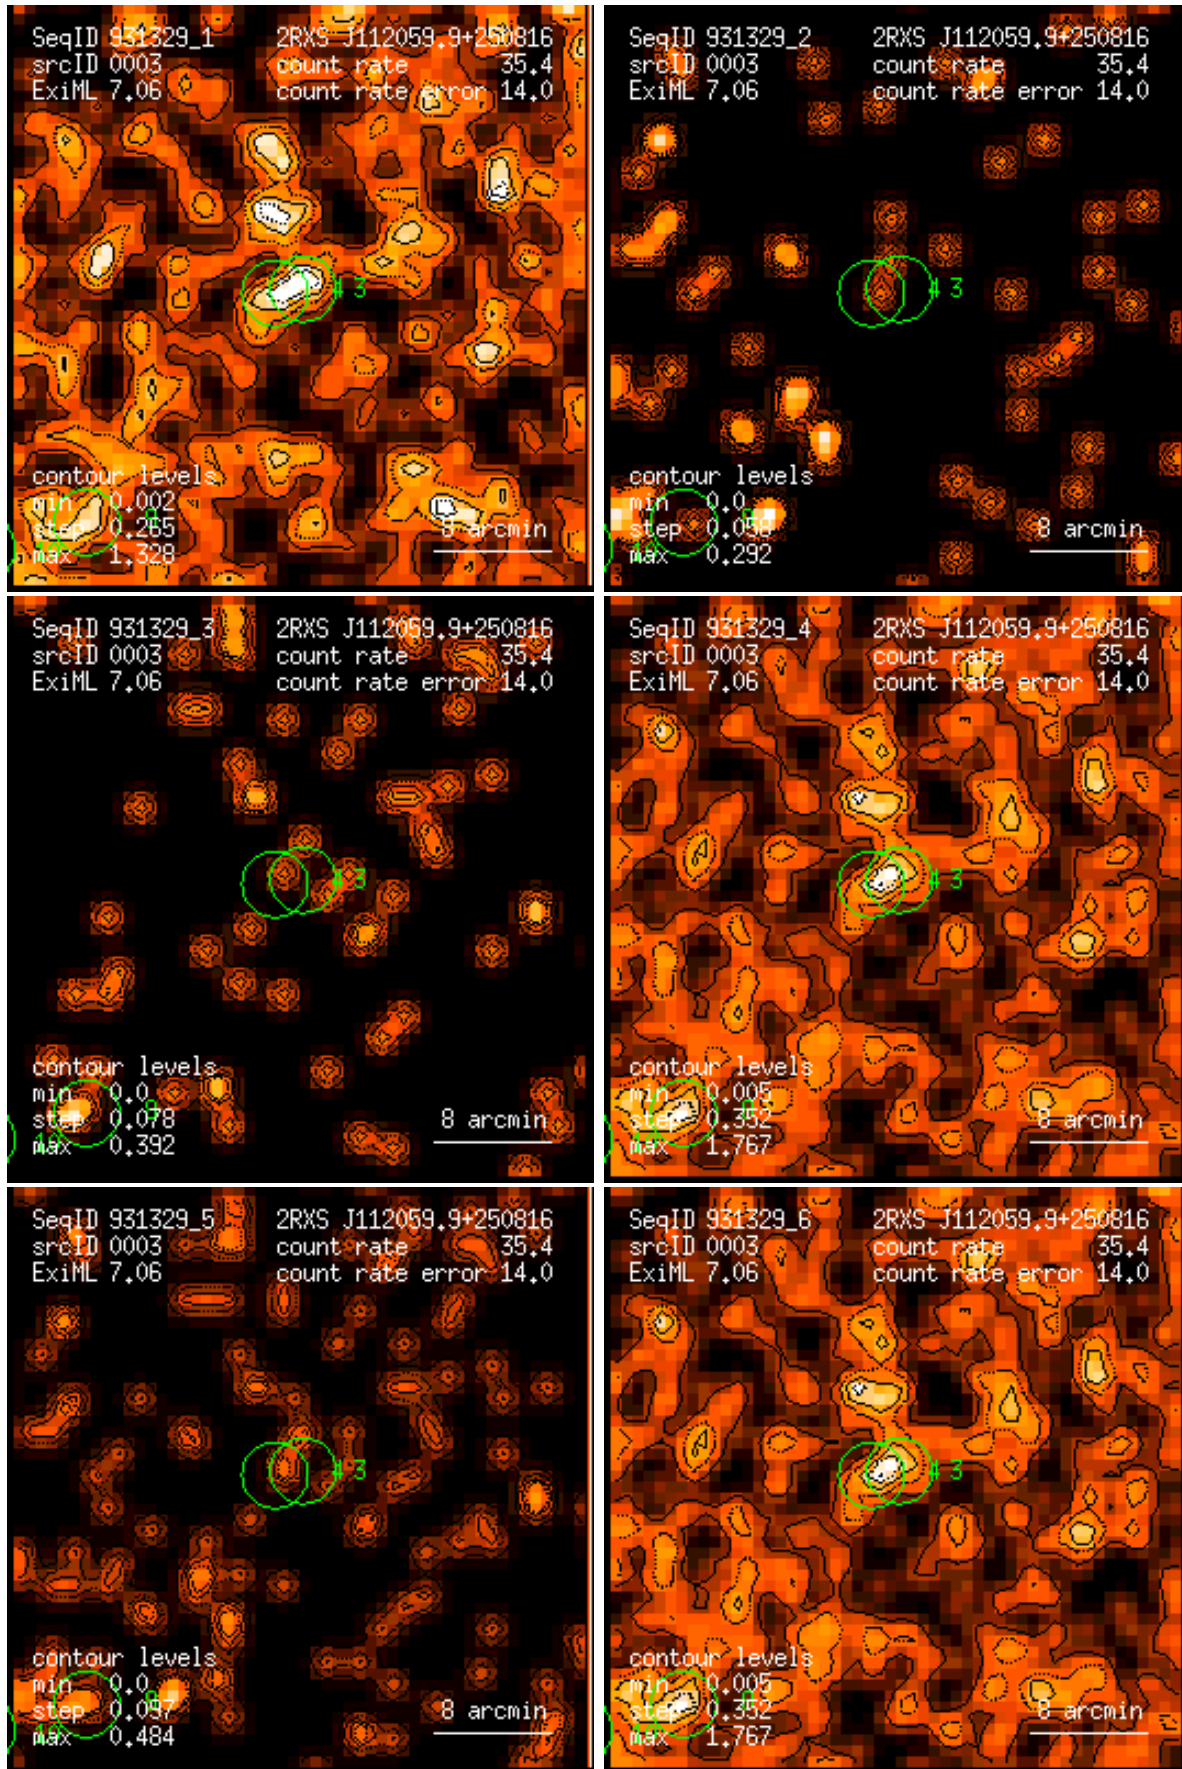 SeqID 931329_1 2RXS J112059.9+250816
srcID 0003 count rate 35.4
ExiML 7.06 count rate error 14.0
4 3
contour levels
min 0.002
step 0.265
max 1.328
8 arcmin
SeqID 931329_2 2RXS J112059.9+250816
srcID 0003 count rate 35.4
ExiML 7.06 count rate error 14.0
4 3
contour levels
min 0.0
step 0.058
max 0.292
8 arcmin
SeqID 931329_3 2RXS J112059.9+250816
srcID 0003 count rate 35.4
ExiML 7.06 count rate error 14.0
4 3
contour levels
min 0.0
step 0.078
max 0.392
8 arcmin
SeqID 931329_4 2RXS J112059.9+250816
srcID 0003 count rate 35.4
ExiML 7.06 count rate error 14.0
4 3
contour levels
min 0.005
step 0.352
max 1.767
8 arcmin
SeqID 931329_5 2RXS J112059.9+250816
srcID 0003 count rate 35.4
ExiML 7.06 count rate error 14.0
4 3
contour levels
min 0.0
step 0.097
max 0.484
8 arcmin
SeqID 931329_6 2RXS J112059.9+250816
srcID 0003 count rate 35.4
ExiML 7.06 count rate error 14.0
4 3
contour levels
min 0.005
step 0.352
max 1.767
8 arcmin